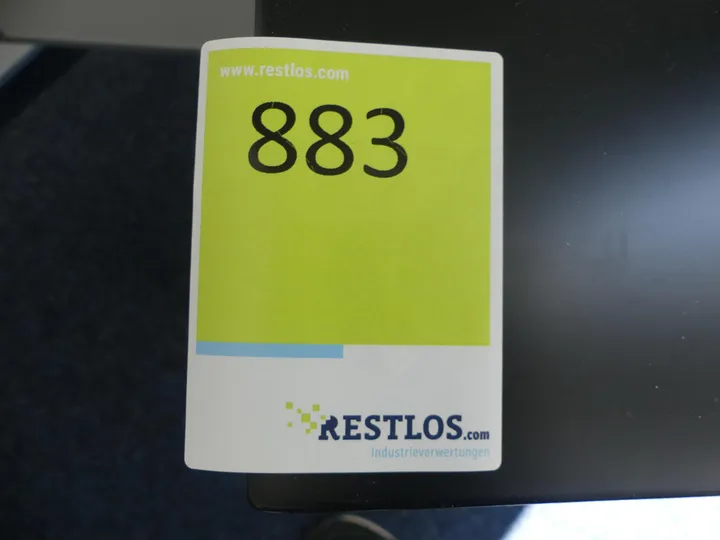 www.restlos.com
883
RESTLOS.com
Industrieverwertungen